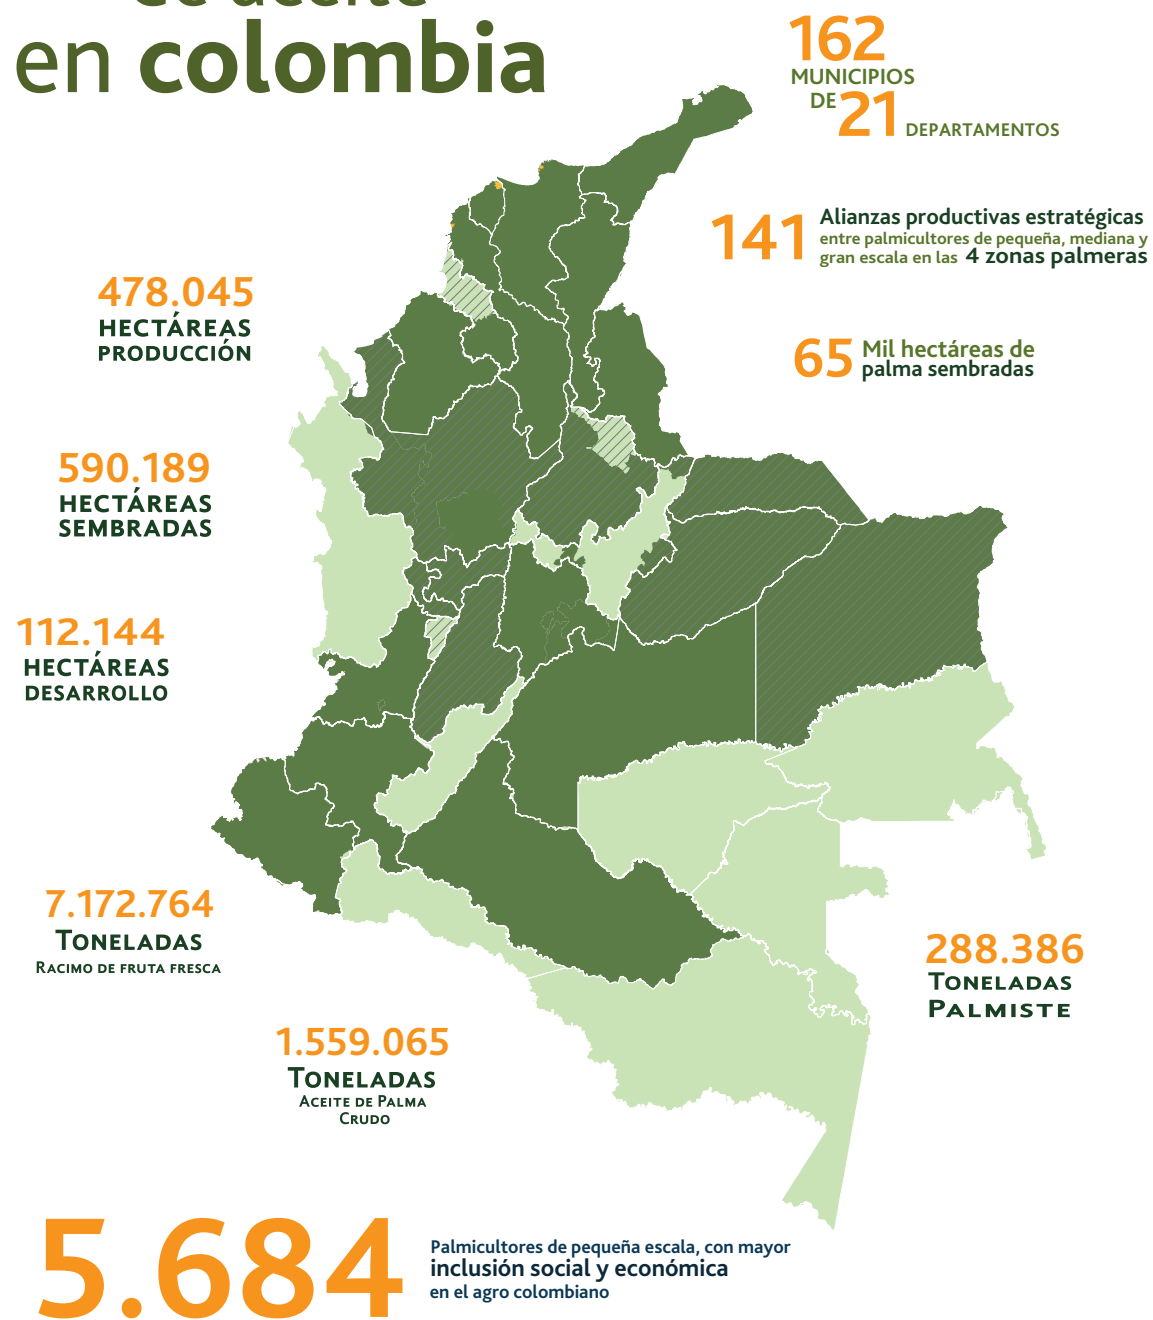 de aceite
en colombia
162
MUNICIPIOS
DE 21 DEPARTAMENTOS
141 Alianzas productivas estratégicas
entre palmicultores de pequeña, mediana y
gran escala en las 4 zonas palmeras
478.045
HECTÁREAS
PRODUCCIÓN
65 Mil hectáreas de
palma sembradas
590.189
HECTÁREAS
SEMBRADAS
112.144
HECTÁREAS
DESARROLLO
7.172.764
TONELADAS
RACIMO DE FRUTA FRESCA
288.386
TONELADAS
PALMISTE
1.559.065
TONELADAS
ACEITE DE PALMA
CRUDO
5.684
Palmicultores de pequeña escala, con mayor
inclusión social y económica
en el agro colombiano